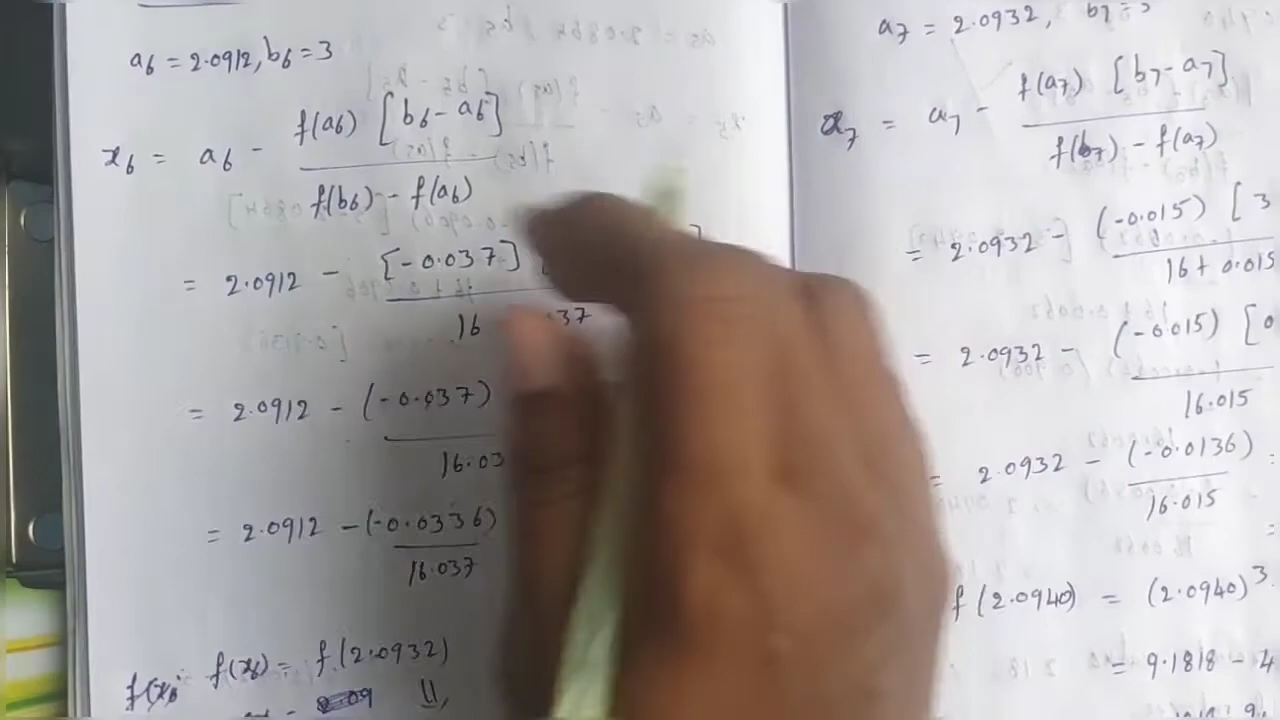 a6 = 2.0912, b6 = 3
x6 = a6 - f(a6) [b6 - a6]
f(b6) - f(a6)
= 2.0912 - [-0.037]
16 .37
= 2.0912 - (-0.037)
16.03
= 2.0912 - (-0.0336)
16.037
f(x6) = f(2.0932)
a7 = 2.0932, b7 =
x7 = a7 - f(a7) [b7 - a7]
f(b7) - f(a7)
= 2.0932 - (-0.015) [3
16 + 0.015
= 2.0932 - (-0.015) [0
16.015
= 2.0932 - (-0.0136)
16.015
f(2.0940) = (2.0940)³
= 9.1818 - 4